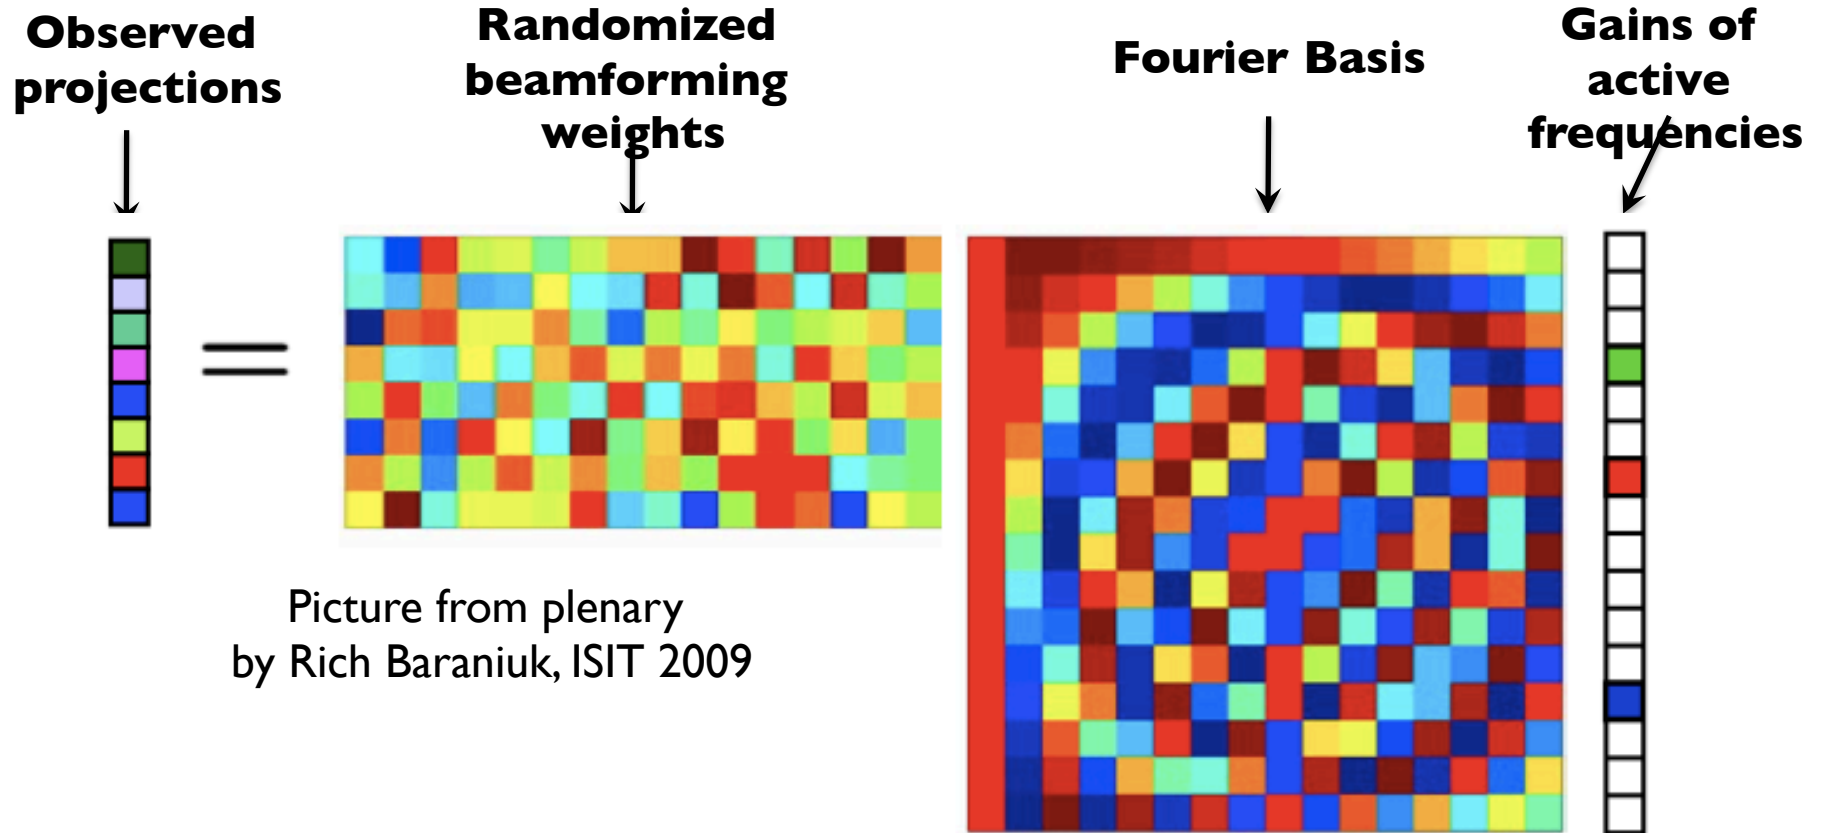 Observed
projections
Randomized
beamforming
weights
Fourier Basis
Gains of
active
frequencies
Picture from plenary
by Rich Baraniuk, ISIT 2009